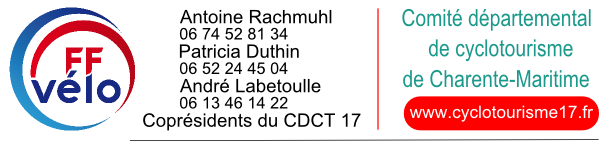 FF
vélo
Antoine Rachmuhl
06 74 52 81 34
Patricia Duthin
06 52 24 45 04
André Labetoulle
06 13 46 14 22
Coprésidents du CDCT 17
Comité départemental
de cyclotourisme
de Charente-Maritime
www.cyclotourisme17.fr